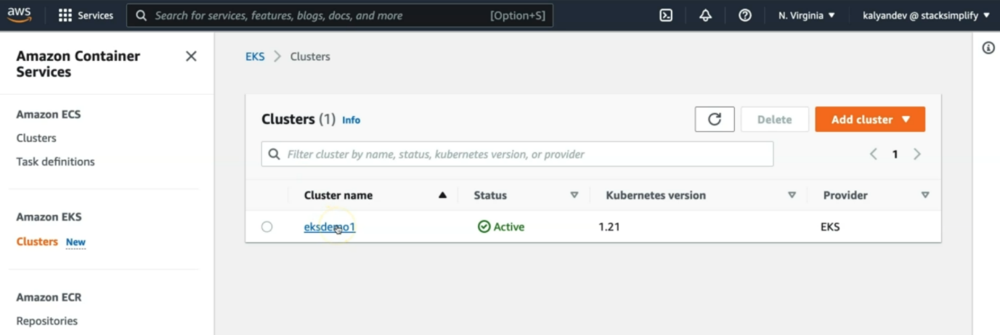 aws Services Search for services, features, blogs, docs, and more [Option+S] N. Virginia ▼ kalyandev @ stacksimplify ▼
Amazon Container
Services
EKS > Clusters
Amazon ECS
Clusters
Task definitions
Clusters (1) Info Delete Add cluster ▼
Filter cluster by name, status, kubernetes version, or provider < 1 >
Cluster name ▲ Status ▽ Kubernetes version ▽ Provider ▽
eksdemo1 Active 1.21 EKS
Amazon EKS
Clusters New
Amazon ECR
Repositories